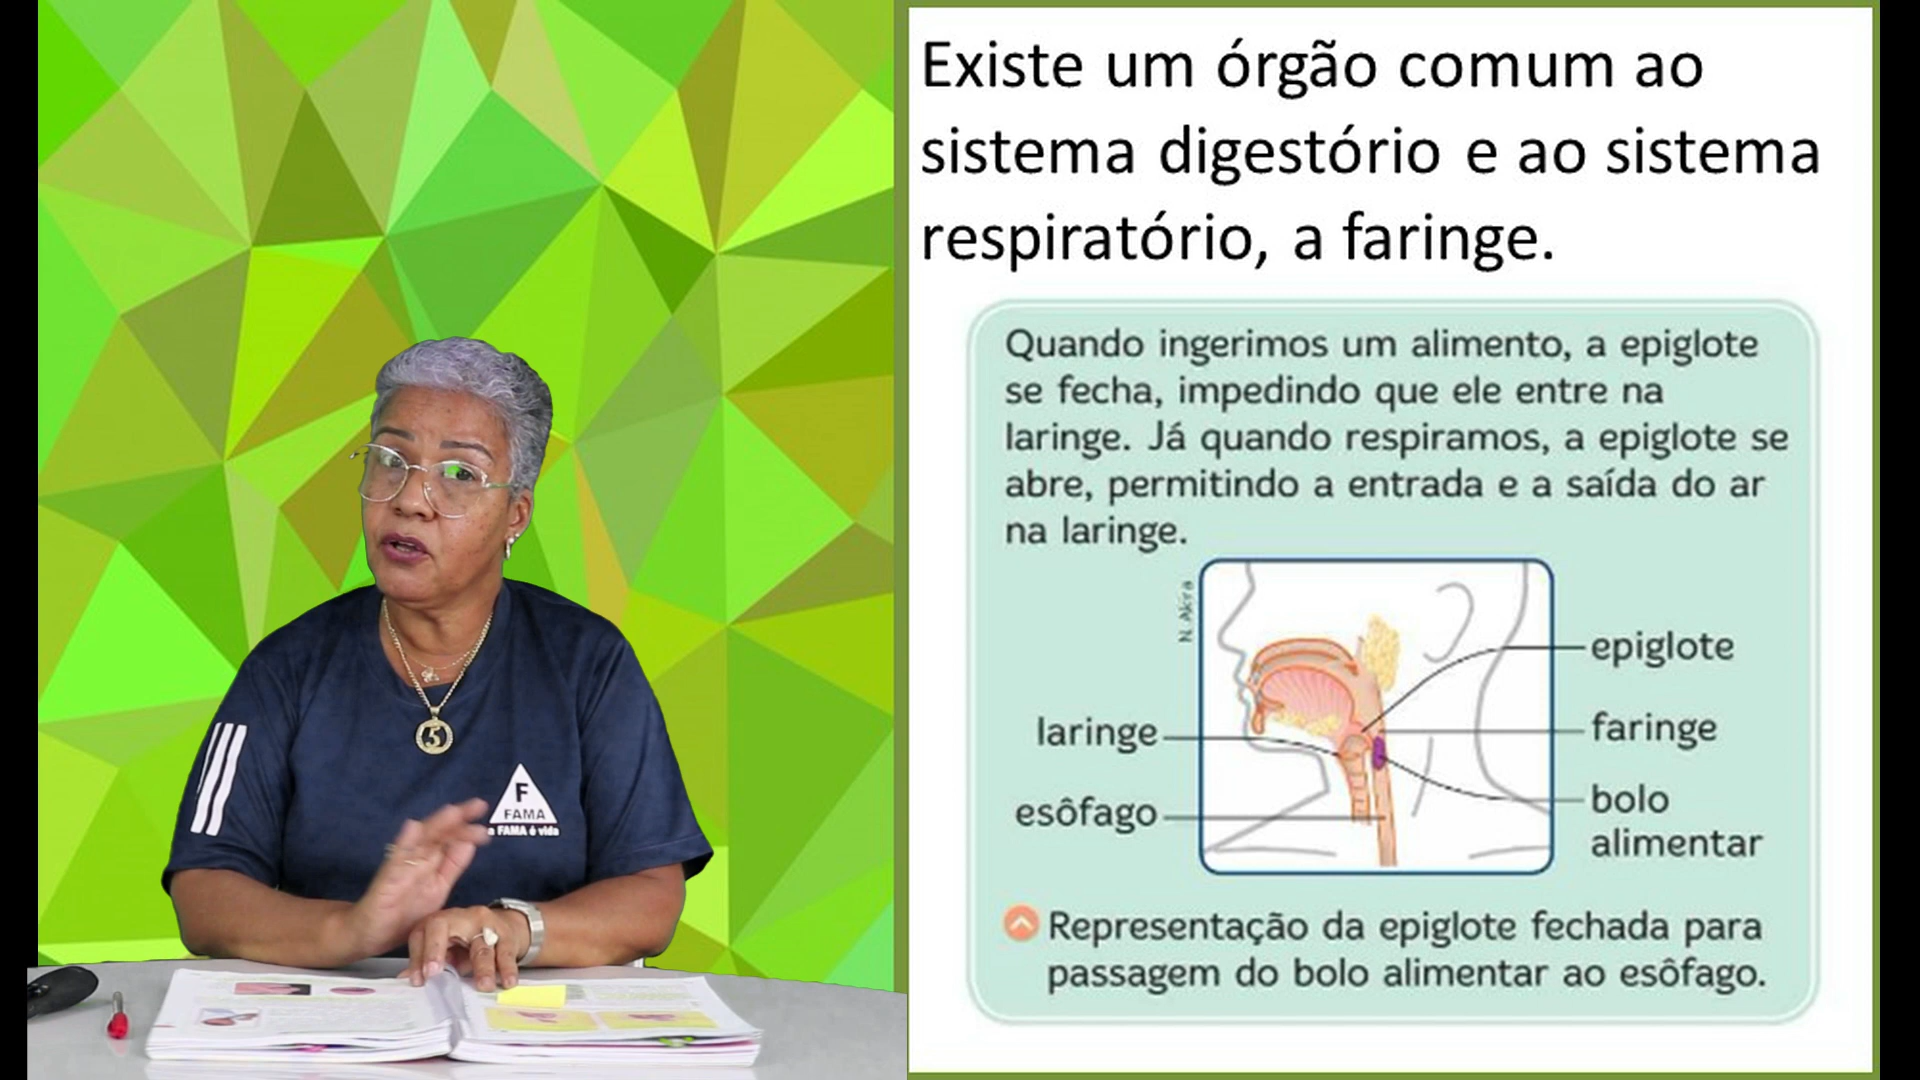 Existe um órgão comum ao
sistema digestório e ao sistema
respiratório, a faringe.
Quando ingerimos um alimento, a epiglote
se fecha, impedindo que ele entre na
laringe. Já quando respiramos, a epiglote se
abre, permitindo a entrada e a saída do ar
na laringe.
N. Akira
epiglote
laringe
faringe
esôfago
bolo
alimentar
Representação da epiglote fechada para
passagem do bolo alimentar ao esôfago.
5
F
FAMA
a FAMA é vida